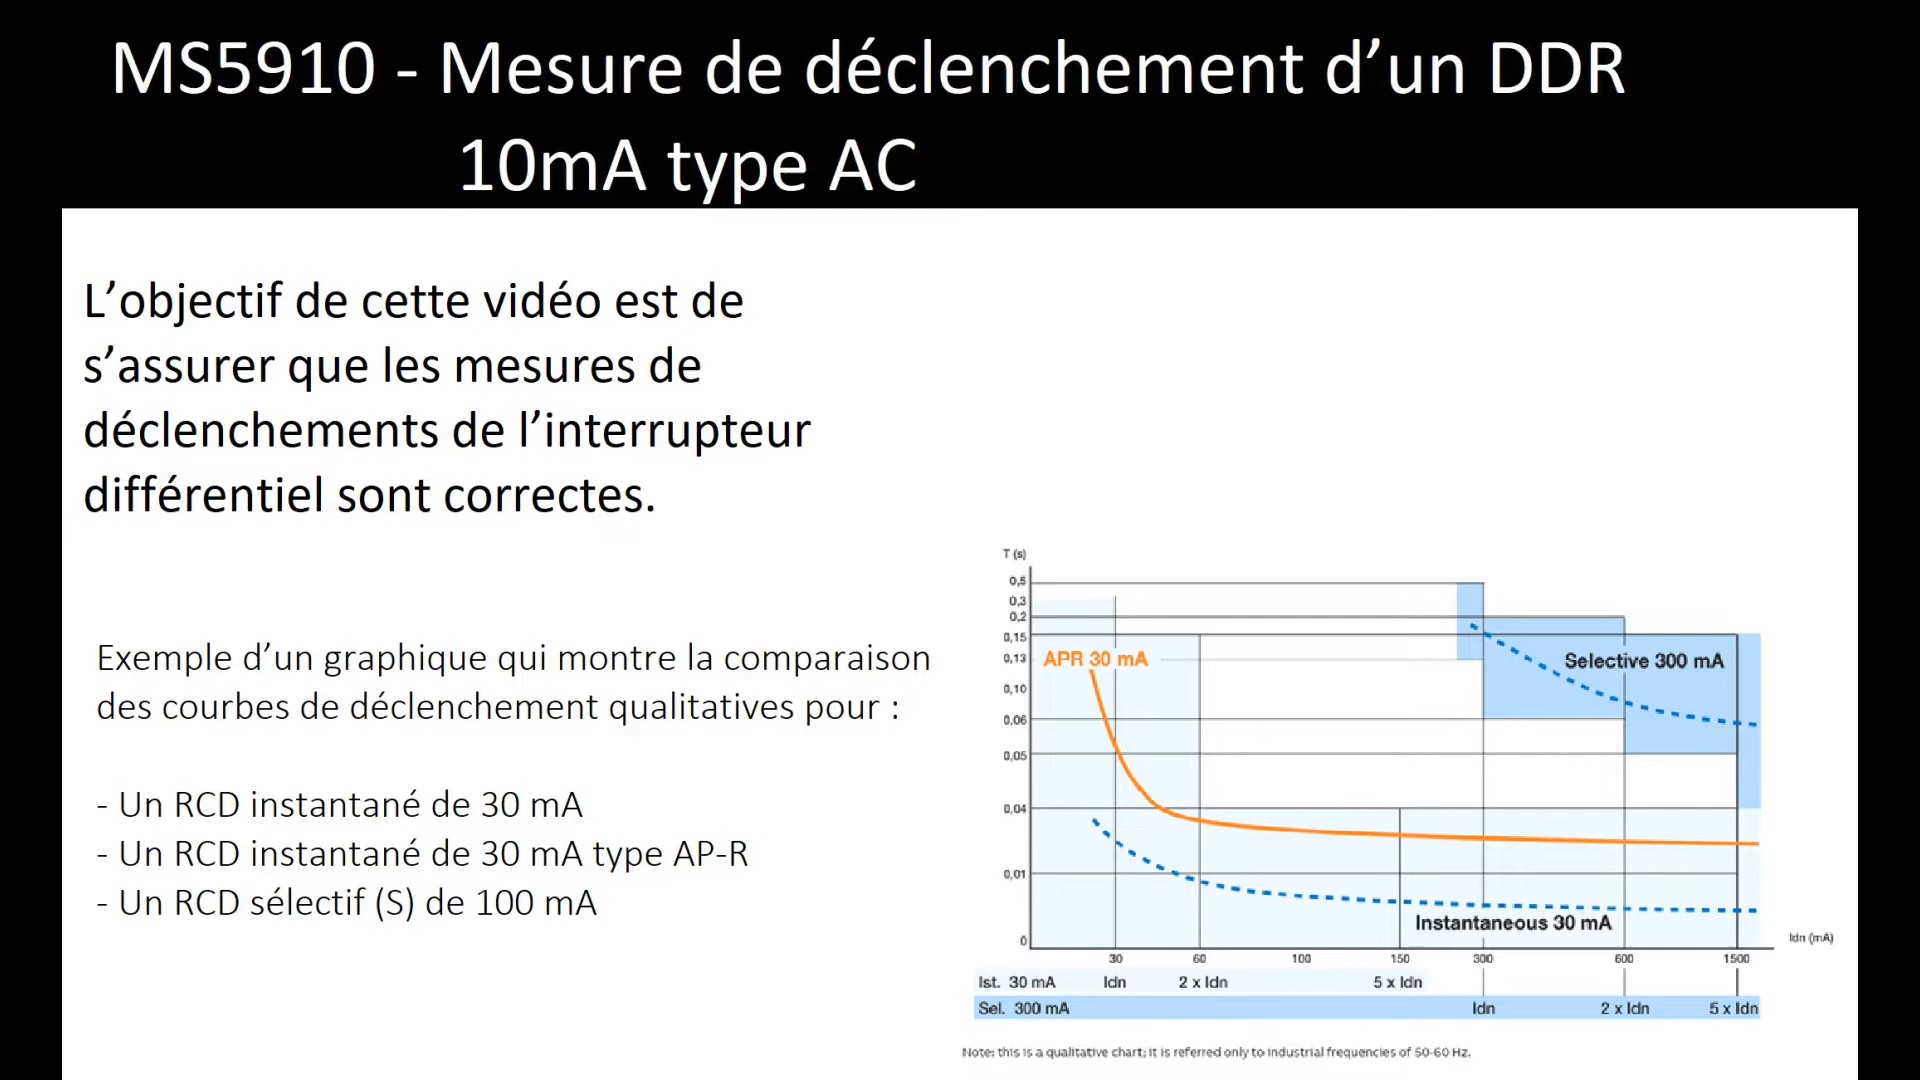 MS5910 - Mesure de déclenchement d’un DDR
10mA type AC
L’objectif de cette vidéo est de
s’assurer que les mesures de
déclenchements de l’interrupteur
différentiel sont correctes.
Exemple d’un graphique qui montre la comparaison
des courbes de déclenchement qualitatives pour :
- Un RCD instantané de 30 mA
- Un RCD instantané de 30 mA type AP-R
- Un RCD sélectif (S) de 100 mA
T (s)
0,5
0,3
0,2
0,15
0,13
0,10
0,06
0,05
0,04
0,01
0
APR 30 mA
Selective 300 mA
Instantaneous 30 mA
Idn (mA)
30 60 100 150 300 600 1500
Ist. 30 mA Idn 2 x Idn 5 x Idn
Sel. 300 mA Idn 2 x Idn 5 x Idn
Note: this is a qualitative chart; it is referred only to industrial frequencies of 50-60 Hz.